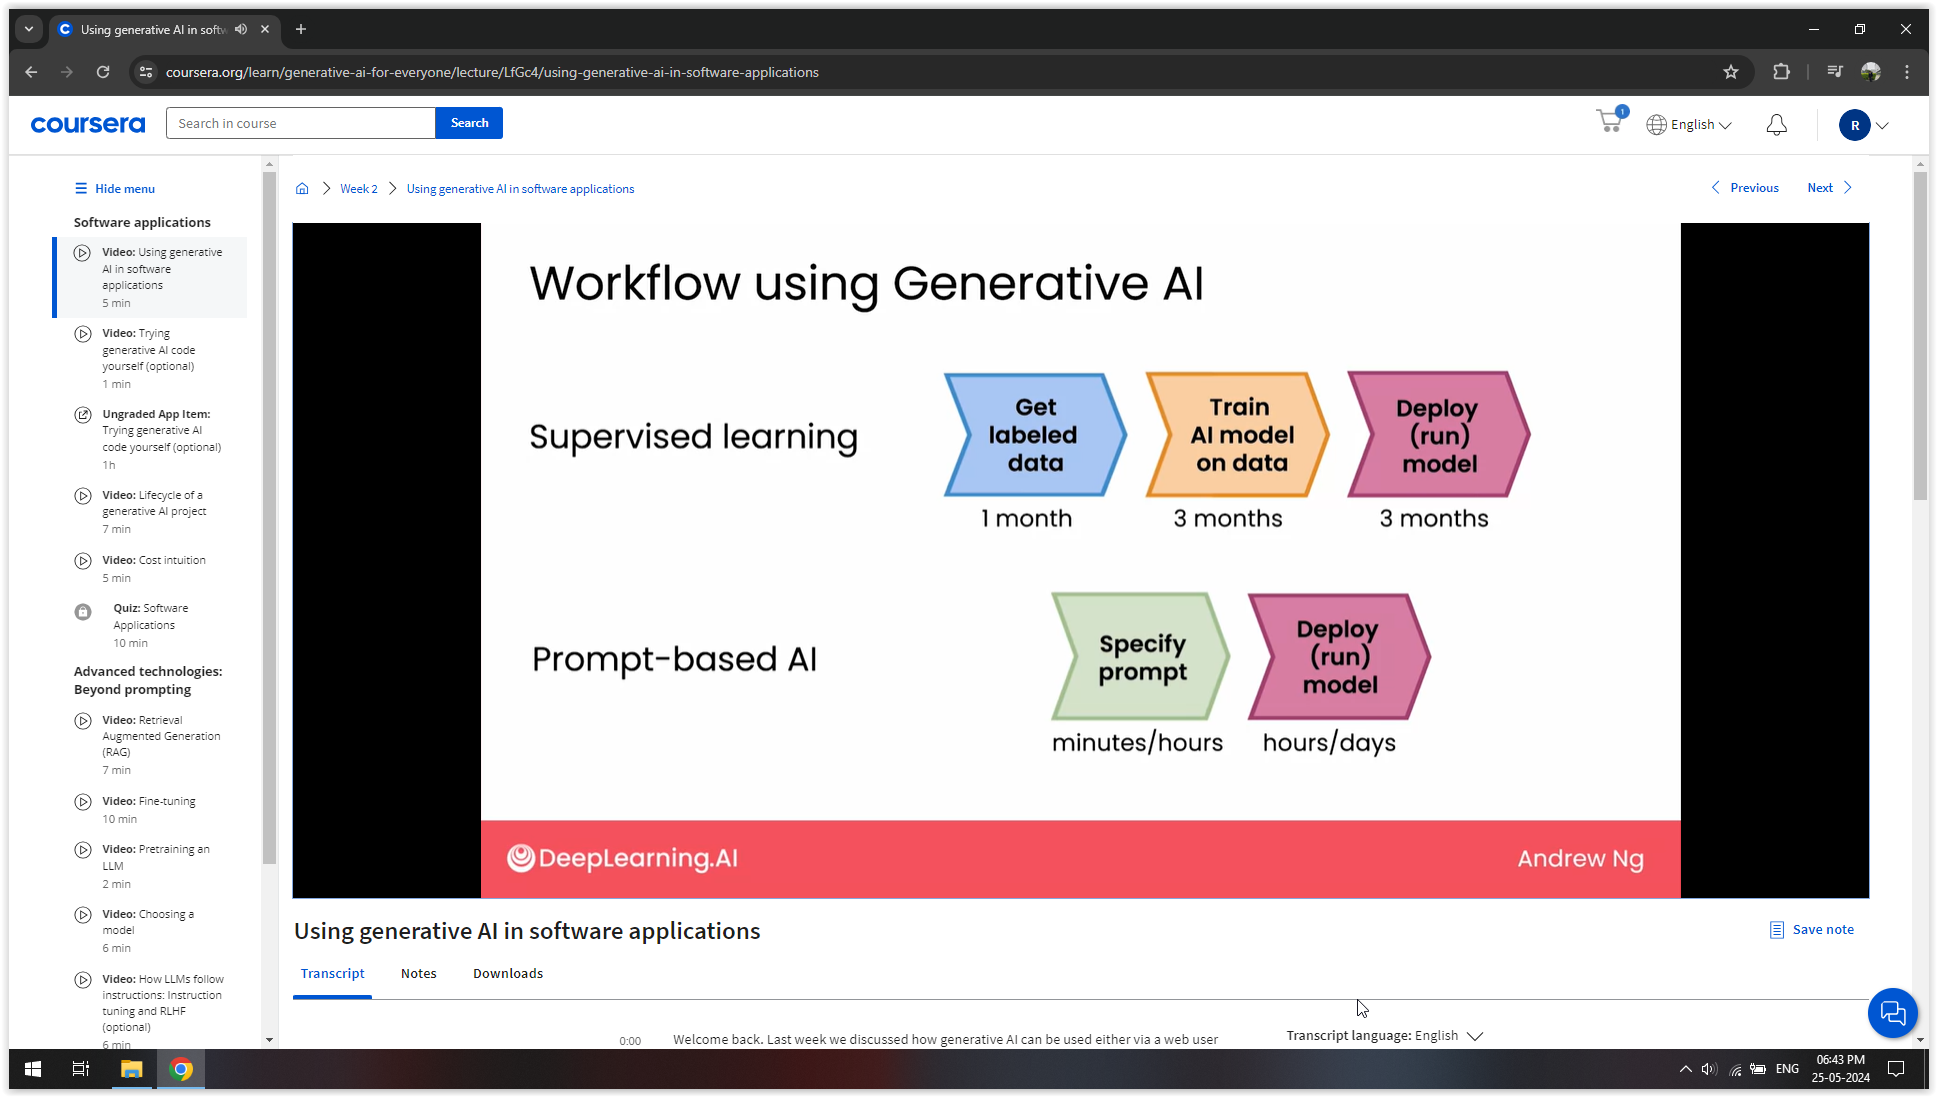 Using generative AI in softw
coursera.org/learn/generative-ai-for-everyone/lecture/LfGc4/using-generative-ai-in-software-applications
coursera
Search in course
Search
1
English
R
Hide menu
Software applications
Video: Using generative
AI in software
applications
5 min
Video: Trying
generative AI code
yourself (optional)
1 min
Ungraded App Item:
Trying generative AI
code yourself (optional)
1h
Video: Lifecycle of a
generative AI project
7 min
Video: Cost intuition
5 min
Quiz: Software
Applications
10 min
Advanced technologies:
Beyond prompting
Video: Retrieval
Augmented Generation
(RAG)
7 min
Video: Fine-tuning
10 min
Video: Pretraining an
LLM
2 min
Video: Choosing a
model
6 min
Video: How LLMs follow
instructions: Instruction
tuning and RLHF
(optional)
6 min
Week 2
Using generative AI in software applications
Previous
Next
Workflow using Generative AI
Supervised learning
Get
labeled
data
1 month
Train
AI model
on data
3 months
Deploy
(run)
model
3 months
Prompt-based AI
Specify
prompt
minutes/hours
Deploy
(run)
model
hours/days
DeepLearning.AI
Andrew Ng
Using generative AI in software applications
Save note
Transcript
Notes
Downloads
0:00
Welcome back. Last week we discussed how generative AI can be used either via a web user
Transcript language: English
ENG
06:43 PM
25-05-2024